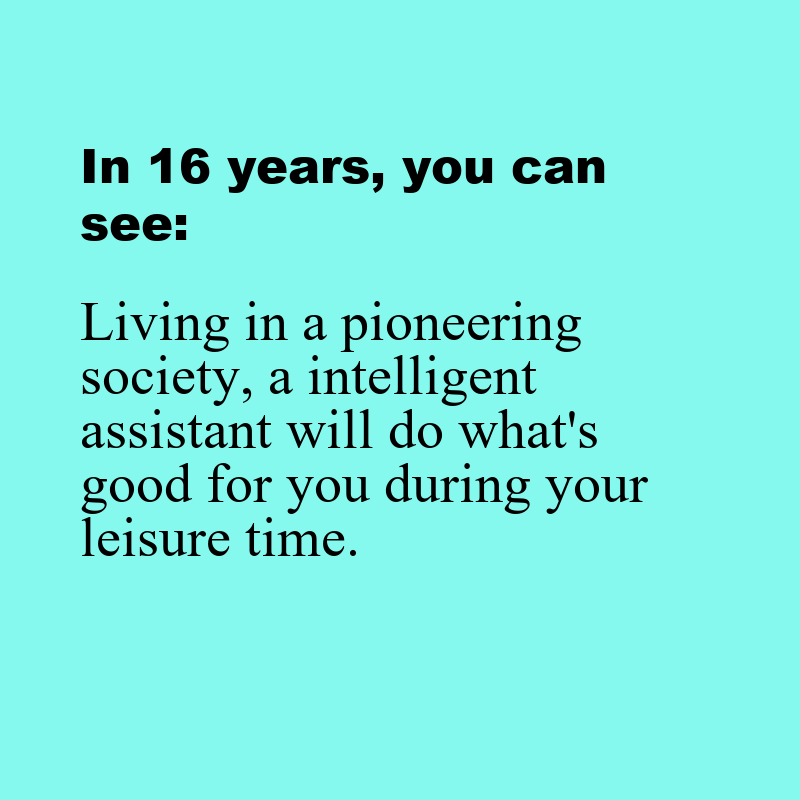 In 16 years, you can
see:
Living in a pioneering
society, a intelligent
assistant will do what's
good for you during your
leisure time.